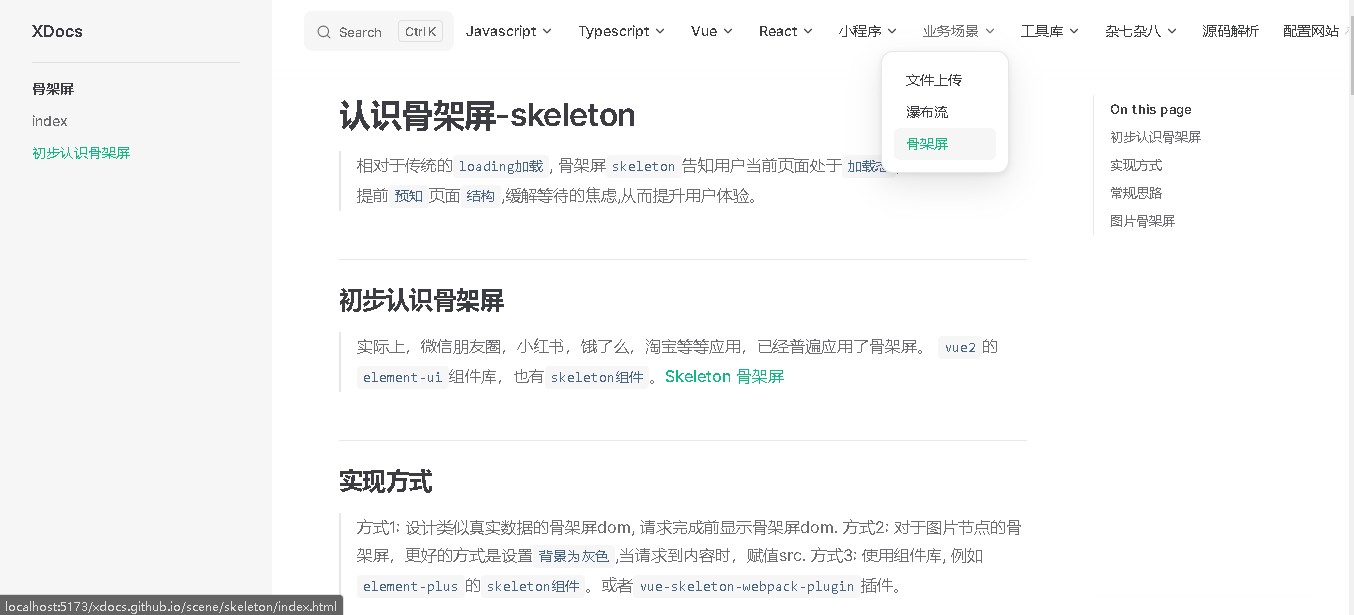 XDocs
Search Ctrl K Javascript Typescript Vue React 小程序 业务场景 工具库 杂七杂八 源码解析 配置网站
文件上传
瀑布流
骨架屏
骨架屏
index
初步认识骨架屏
认识骨架屏-skeleton
相对于传统的 loading加载 , 骨架屏 skeleton 告知用户当前页面处于
提前 预知 页面 结构 ,缓解等待的焦虑,从而提升用户体验。
初步认识骨架屏
实际上，微信朋友圈，小红书，饿了么，淘宝等等应用，已经普遍应用了骨架屏。 vue2 的
element-ui 组件库，也有 skeleton组件 。Skeleton 骨架屏
实现方式
方式1: 设计类似真实数据的骨架屏dom, 请求完成前显示骨架屏dom. 方式2: 对于图片节点的骨
架屏，更好的方式是设置 背景为灰色 ,当请求到内容时，赋值src. 方式3: 使用组件库, 例如
element-plus 的 skeleton组件 。或者 vue-skeleton-webpack-plugin 插件。
On this page
初步认识骨架屏
实现方式
常规思路
图片骨架屏
localhost:5173/xdocs.github.io/scene/skeleton/index.html